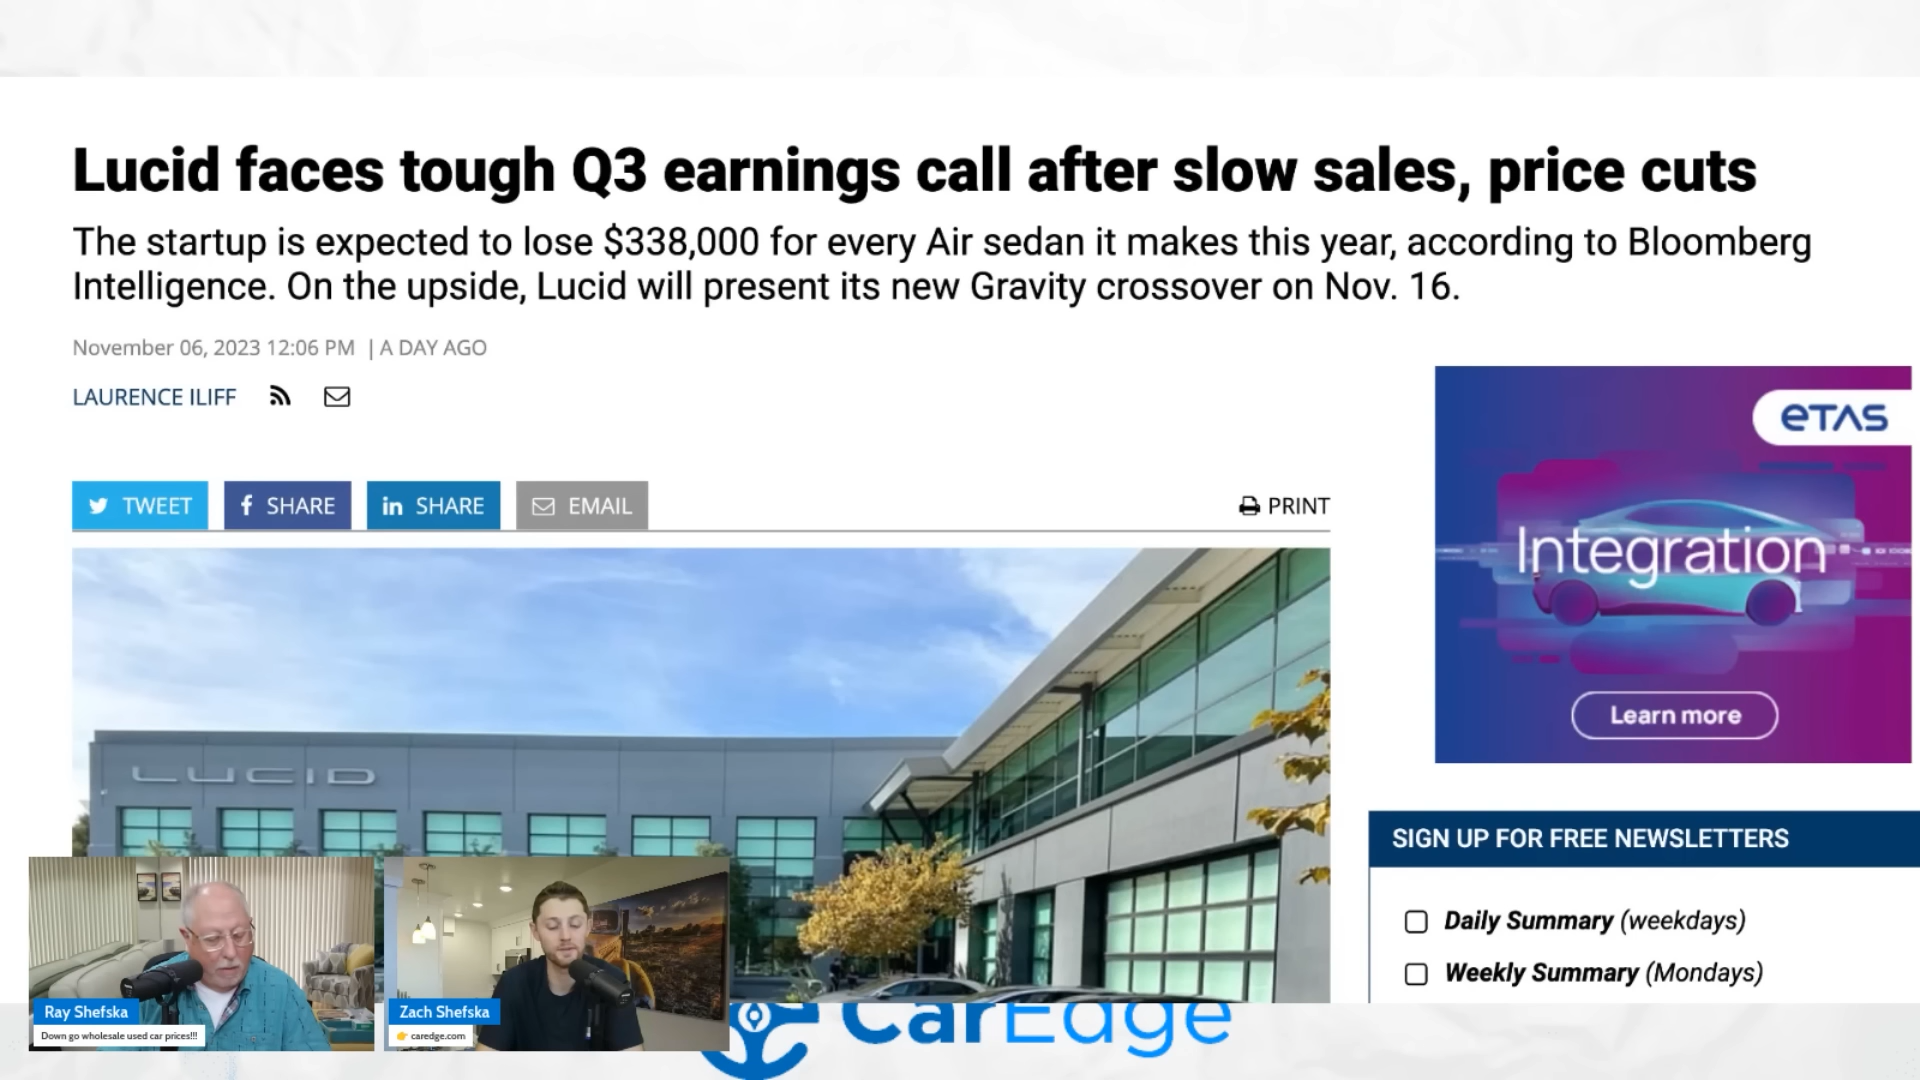 Lucid faces tough Q3 earnings call after slow sales, price cuts
The startup is expected to lose $338,000 for every Air sedan it makes this year, according to Bloomberg
Intelligence. On the upside, Lucid will present its new Gravity crossover on Nov. 16.
November 06, 2023 12:06 PM | A DAY AGO
LAURENCE ILIFF
TWEET
SHARE
SHARE
EMAIL
PRINT
eTAS
Integration
Learn more
LUCID
SIGN UP FOR FREE NEWSLETTERS
Daily Summary (weekdays)
Weekly Summary (Mondays)
Ray Shefska
Down go wholesale used car prices!!!
Zach Shefska
👉 caredge.com
CarEdge